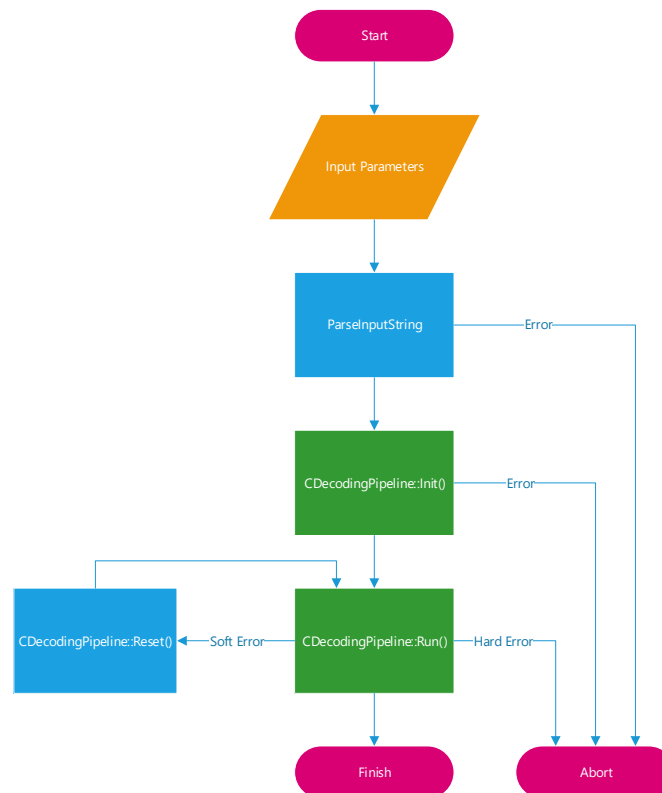 Start
Input Parameters
ParseInputString
Error
CDecodingPipeline::Init()
Error
CDecodingPipeline::Reset()
Soft Error
CDecodingPipeline::Run()
Hard Error
Finish
Abort